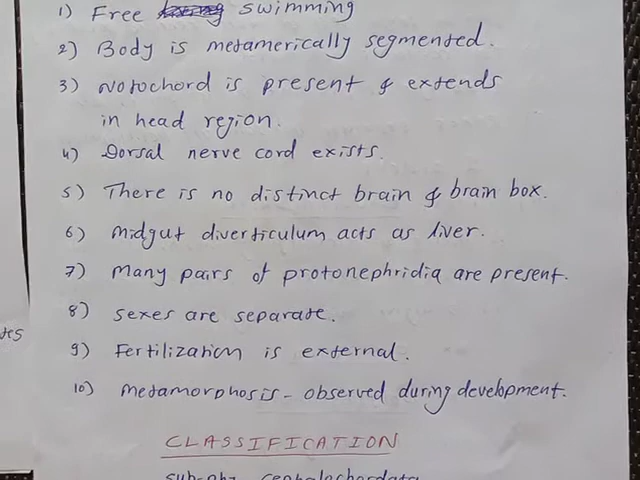 1) Free swimming
2) Body is metamerically segmented.
3) Notochord is present & extends
in head region.
4) Dorsal nerve cord exists.
5) There is no distinct brain & brain box.
6) Midgut diverticulum acts as liver.
7) Many pairs of protonephridia are present.
8) Sexes are separate.
9) Fertilization is external.
10) Metamorphosis - observed during development.
CLASSIFICATION